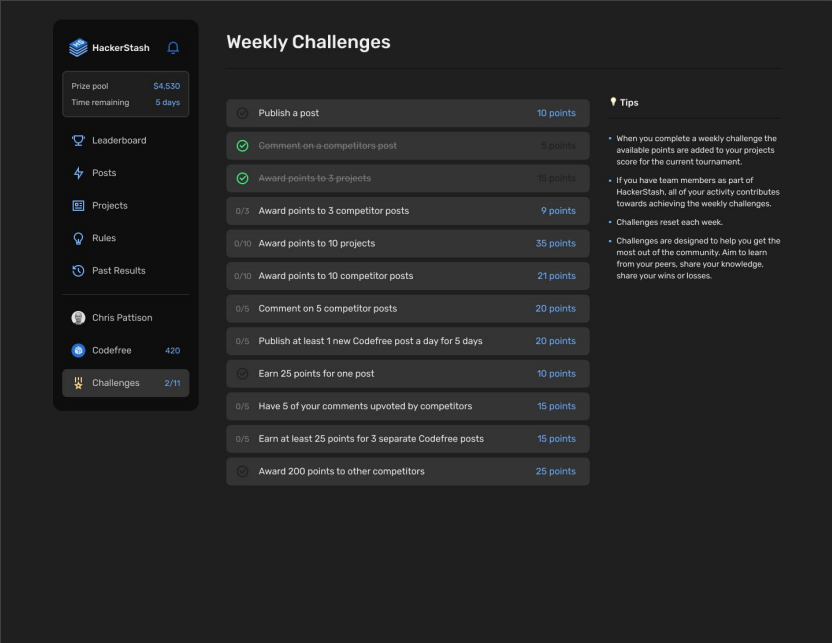 HackerStash
Prize pool $4,530
Time remaining 5 days
Leaderboard
Posts
Projects
Rules
Past Results
Chris Pattison
Codefree 420
Challenges 2/11
Weekly Challenges
Publish a post 10 points
Comment on a competitors post 5 points
Award points to 3 projects 15 points
0/3 Award points to 3 competitor posts 9 points
0/10 Award points to 10 projects 35 points
0/10 Award points to 10 competitor posts 21 points
0/5 Comment on 5 competitor posts 20 points
0/5 Publish at least 1 new Codefree post a day for 5 days 20 points
Earn 25 points for one post 10 points
0/5 Have 5 of your comments upvoted by competitors 15 points
0/5 Earn at least 25 points for 3 separate Codefree posts 15 points
Award 200 points to other competitors 25 points
Tips
• When you complete a weekly challenge the
available points are added to your projects
score for the current tournament.
• If you have team members as part of
HackerStash, all of your activity contributes
towards achieving the weekly challenges.
• Challenges reset each week.
• Challenges are designed to help you get the
most out of the community. Aim to learn
from your peers, share your knowledge,
share your wins or losses.